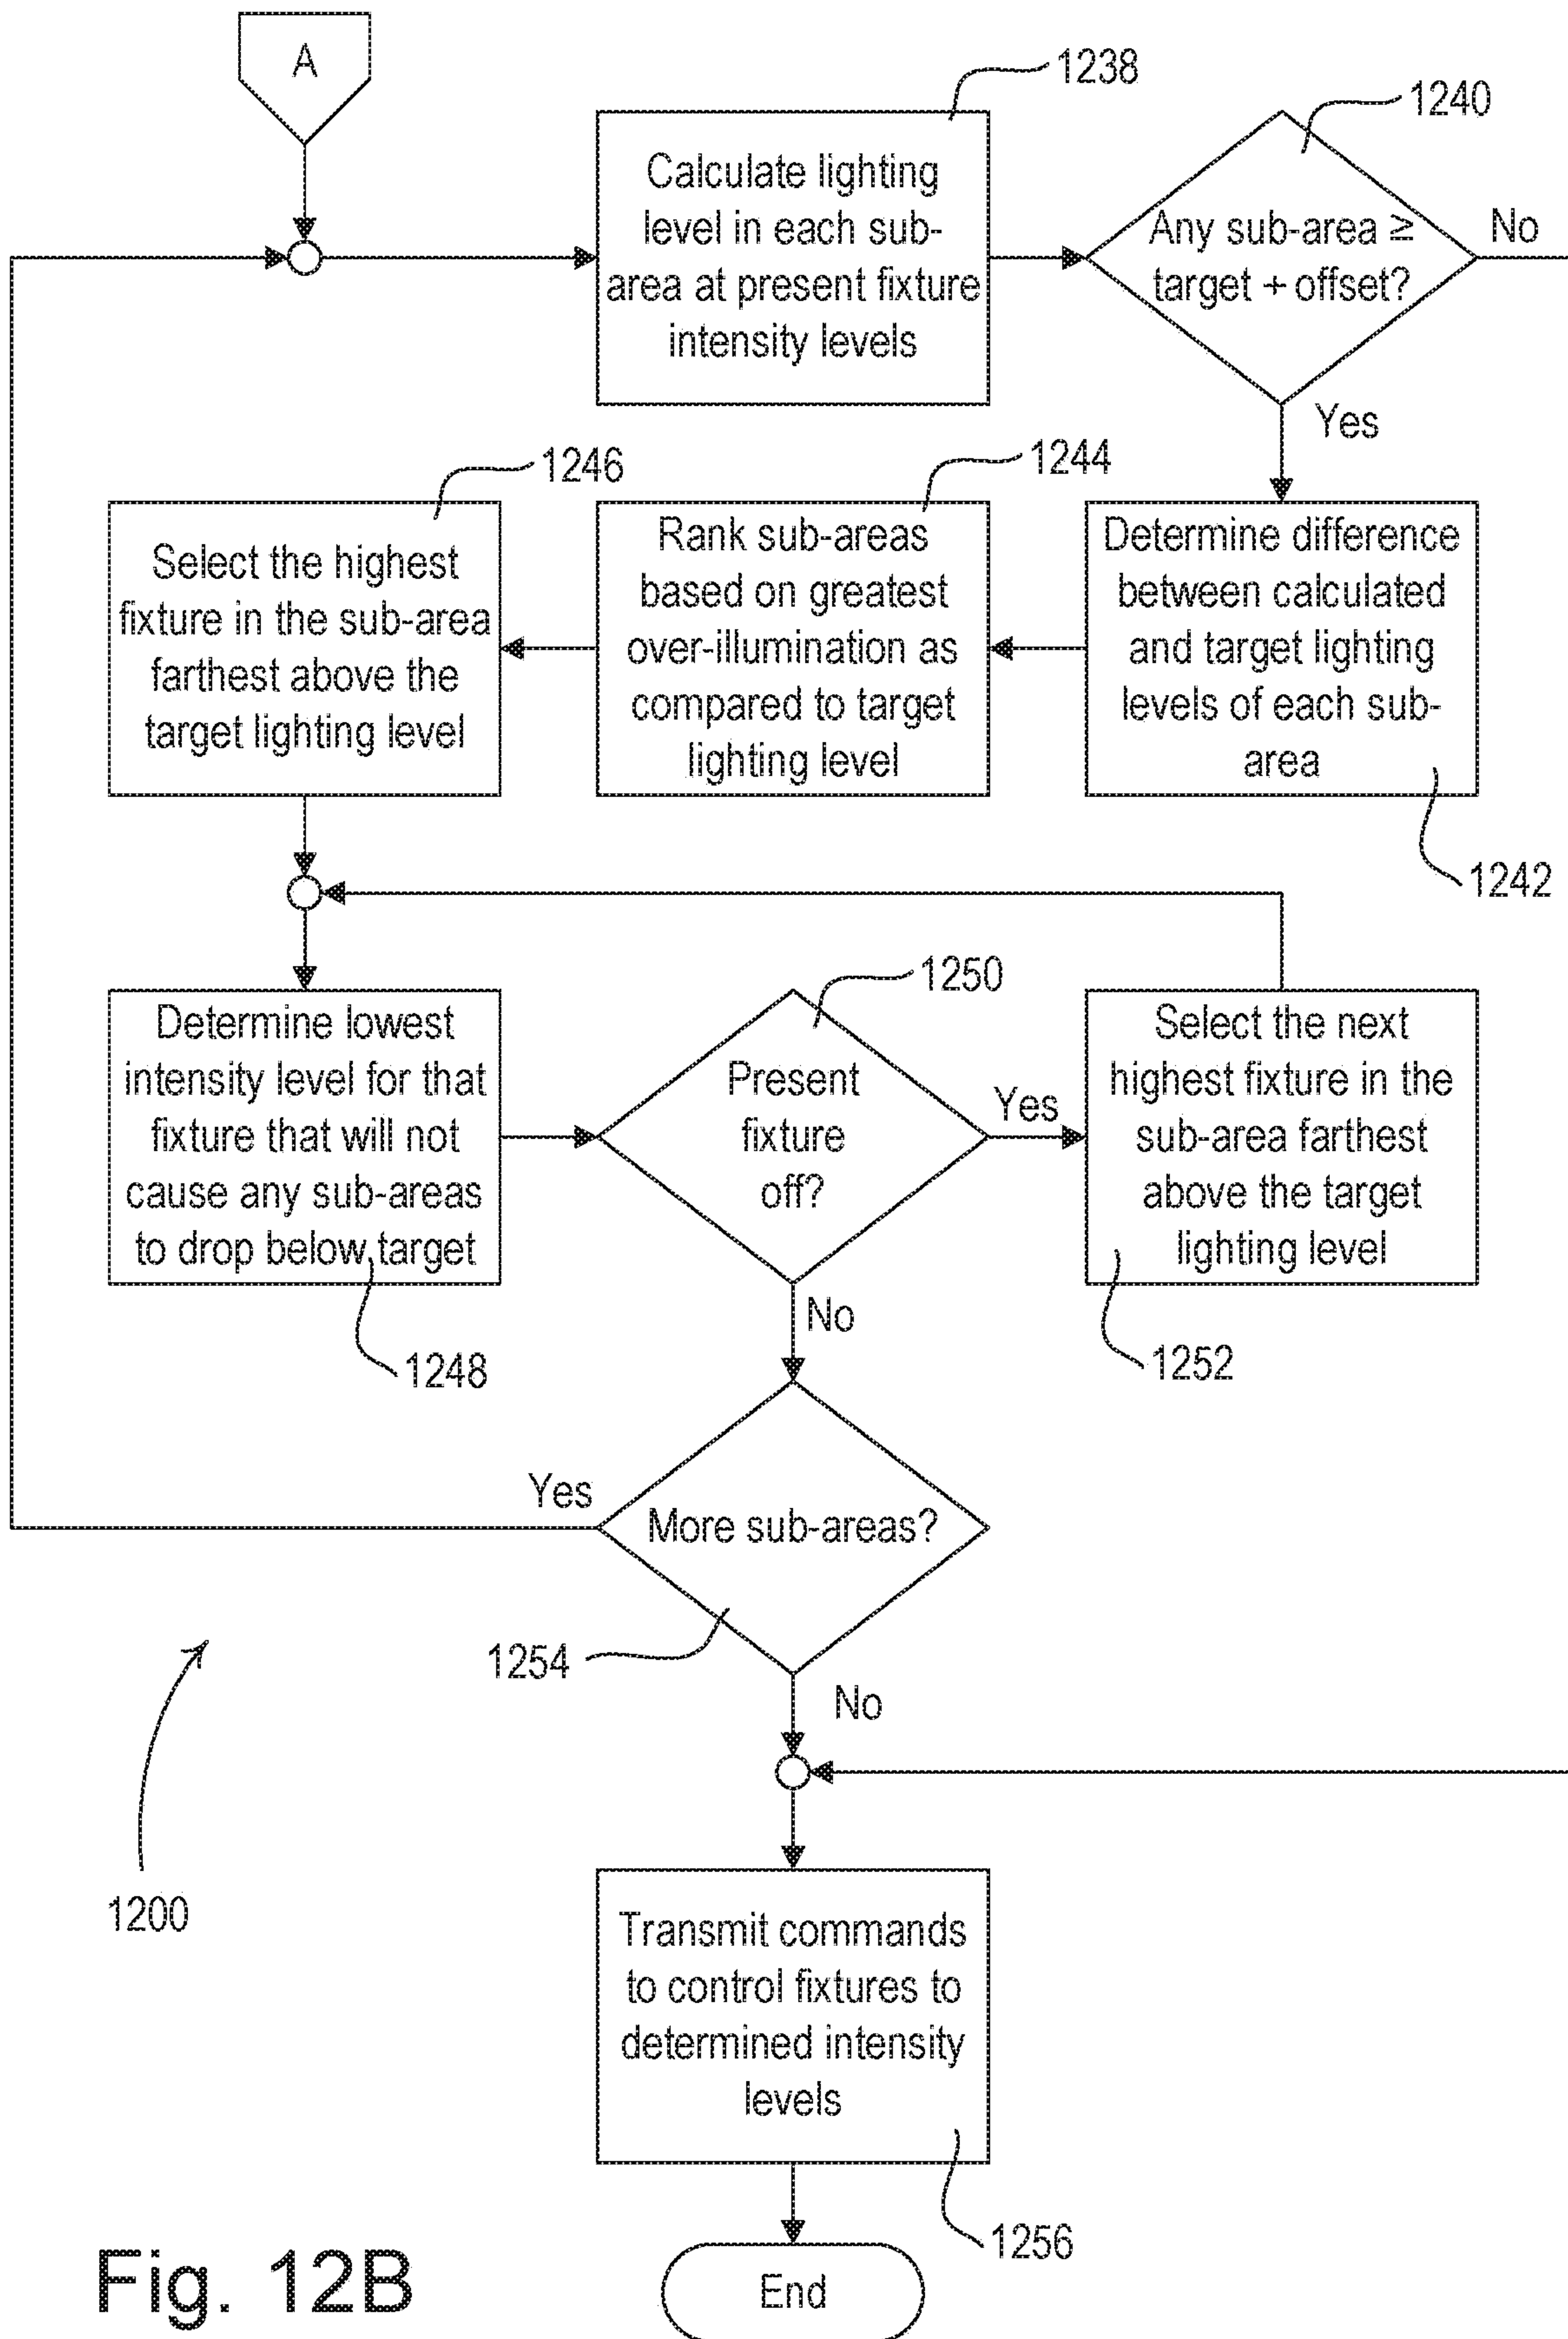 A
1238
Calculate lighting
level in each sub-
area at present fixture
intensity levels
1240
Any sub-area ≥
target + offset?
No
Yes
1246
Select the highest
fixture in the sub-area
farthest above the
target lighting level
1244
Rank sub-areas
based on greatest
over-illumination as
compared to target
lighting level
Determine difference
between calculated
and target lighting
levels of each sub-
area
1242
Determine lowest
intensity level for that
fixture that will not
cause any sub-areas
to drop below target
1248
1250
Present
fixture
off?
Yes
No
Select the next
highest fixture in the
sub-area farthest
above the target
lighting level
1252
Yes
More sub-areas?
1254
No
1200
Transmit commands
to control fixtures to
determined intensity
levels
1256
End
Fig. 12B